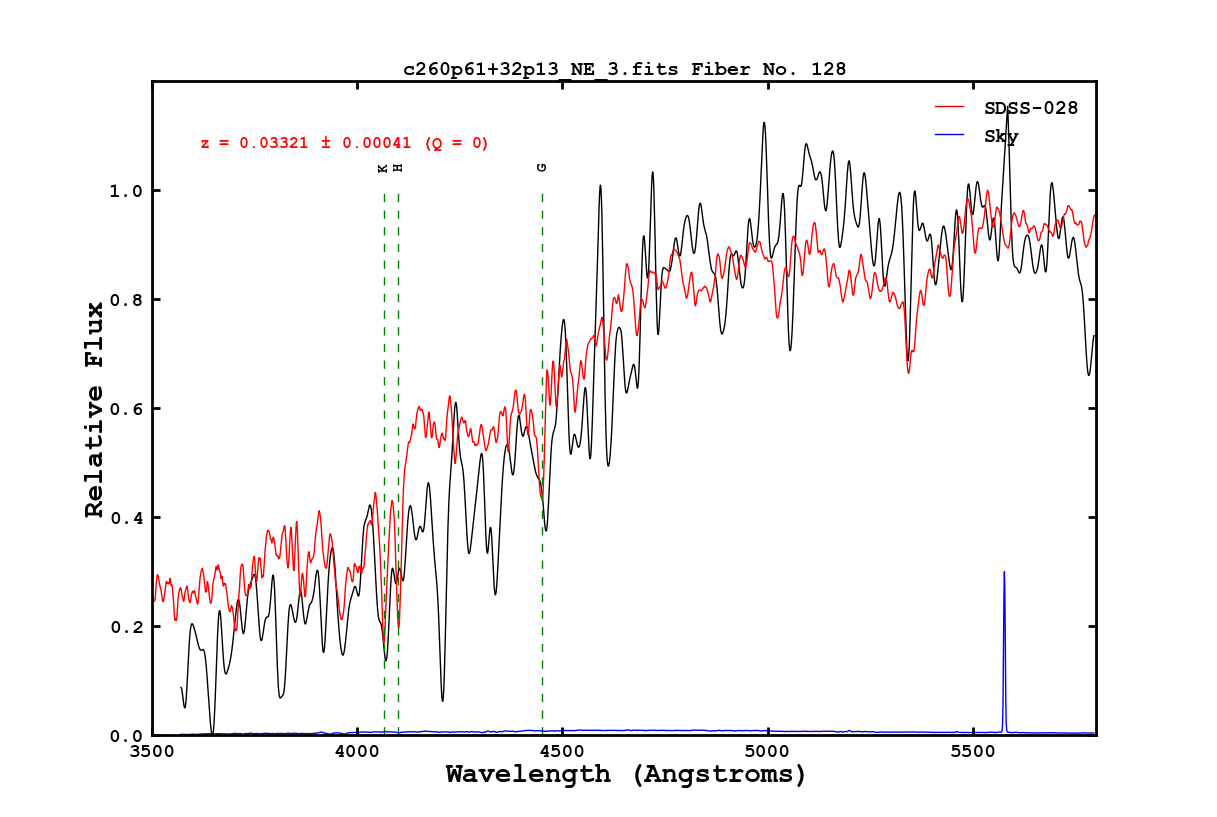 c260p61+32p13_NE_3.fits Fiber No. 128
SDSS-028
Sky
z = 0.03321 ± 0.00041 (Q = 0)
K H G
1.0
0.8
0.6
0.4
0.2
0.0
Relative Flux
3500 4000 4500 5000 5500
Wavelength (Angstroms)